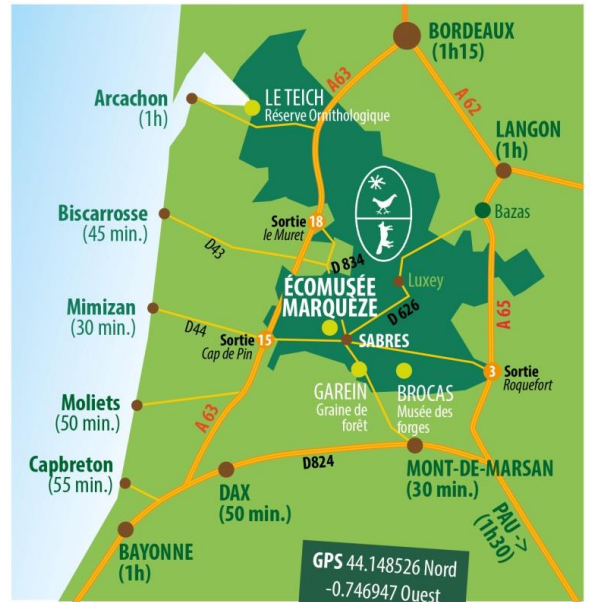 BORDEAUX
(1h15)
A63
A 62
Arcachon
(1h)
LE TEICH
Réserve Ornithologique
LANGON
(1h)
Biscarrosse
(45 min.)
Sortie 18
le Muret
Bazas
D43
D 834
Luxey
ÉCOMUSÉE
MARQUÈZE
D 626
A 65
Mimizan
(30 min.)
D44
Sortie 15
Cap de Pin
SABRES
3 Sortie
Roquefort
GAREIN
Graine de
forêt
BROCAS
Musée des
forges
Moliets
(50 min.)
A 63
Capbreton
(55 min.)
D824
MONT-DE-MARSAN
(30 min.)
DAX
(50 min.)
PAU ->
(1h30)
BAYONNE
(1h)
GPS 44.148526 Nord
-0.746947 Ouest